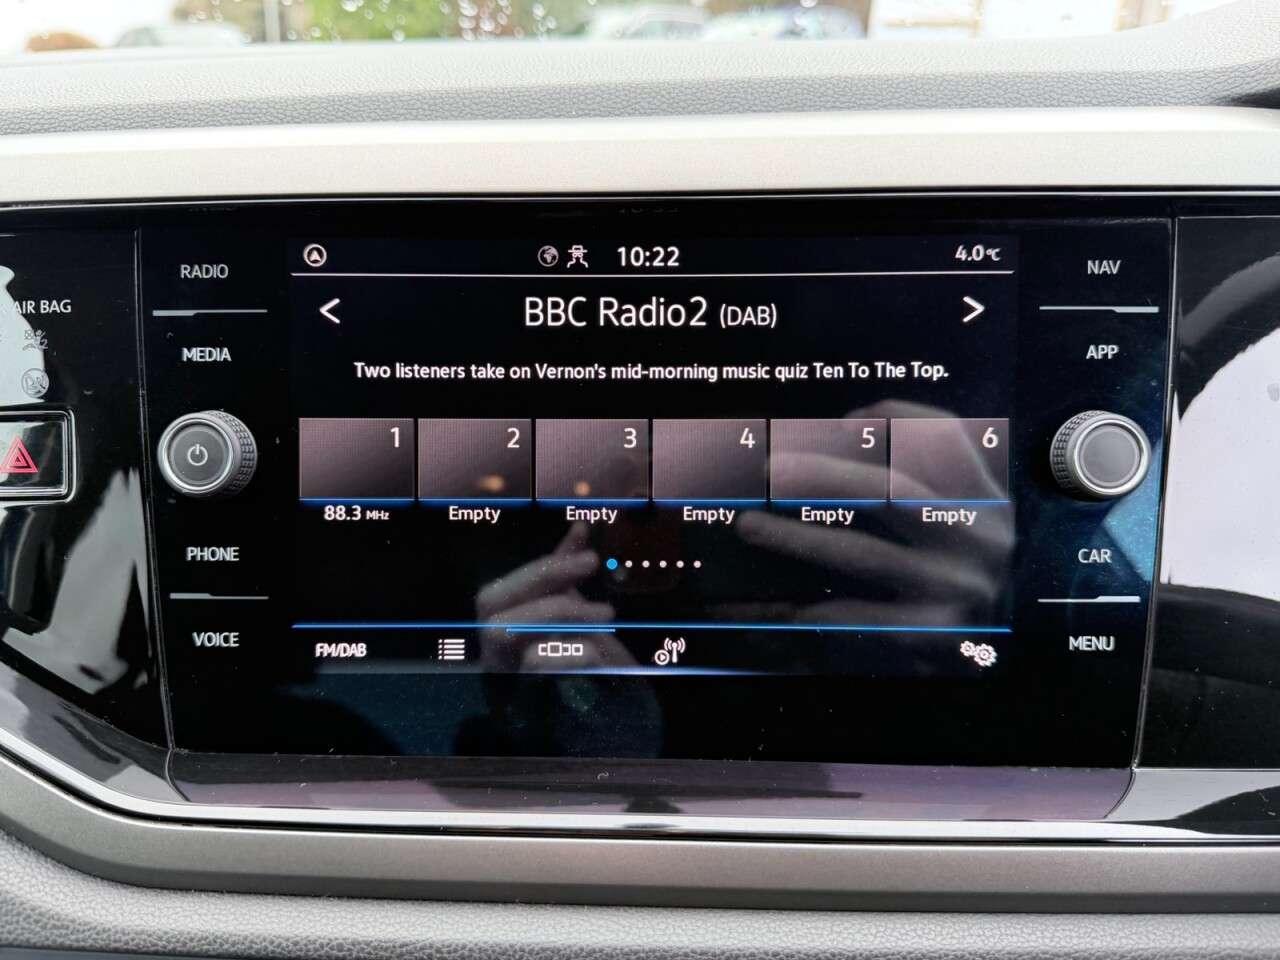 10:22
4.0°C
RADIO
NAV
AIR BAG
BBC Radio2 (DAB)
MEDIA
APP
Two listeners take on Vernon's mid-morning music quiz Ten To The Top.
1 2 3 4 5 6
88.3 MHz Empty Empty Empty Empty Empty
PHONE
CAR
VOICE
MENU
FM/DAB